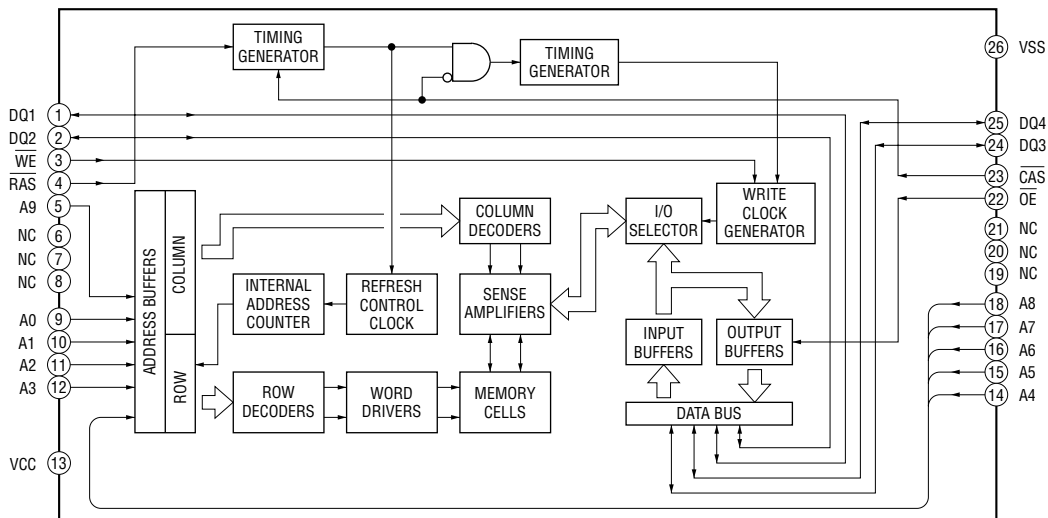 TIMING
GENERATOR
TIMING
GENERATOR
26 VSS
DQ1 1
DQ2 2
WE 3
RAS 4
A9 5
NC 6
NC 7
NC 8
A0 9
A1 10
A2 11
A3 12
VCC 13
25 DQ4
24 DQ3
23 CAS
22 OE
21 NC
20 NC
19 NC
18 A8
17 A7
16 A6
15 A5
14 A4
ADDRESS BUFFERS
COLUMN
ROW
COLUMN
DECODERS
I/O
SELECTOR
WRITE
CLOCK
GENERATOR
INTERNAL
ADDRESS
COUNTER
REFRESH
CONTROL
CLOCK
SENSE
AMPLIFIERS
INPUT
BUFFERS
OUTPUT
BUFFERS
ROW
DECODERS
WORD
DRIVERS
MEMORY
CELLS
DATA BUS